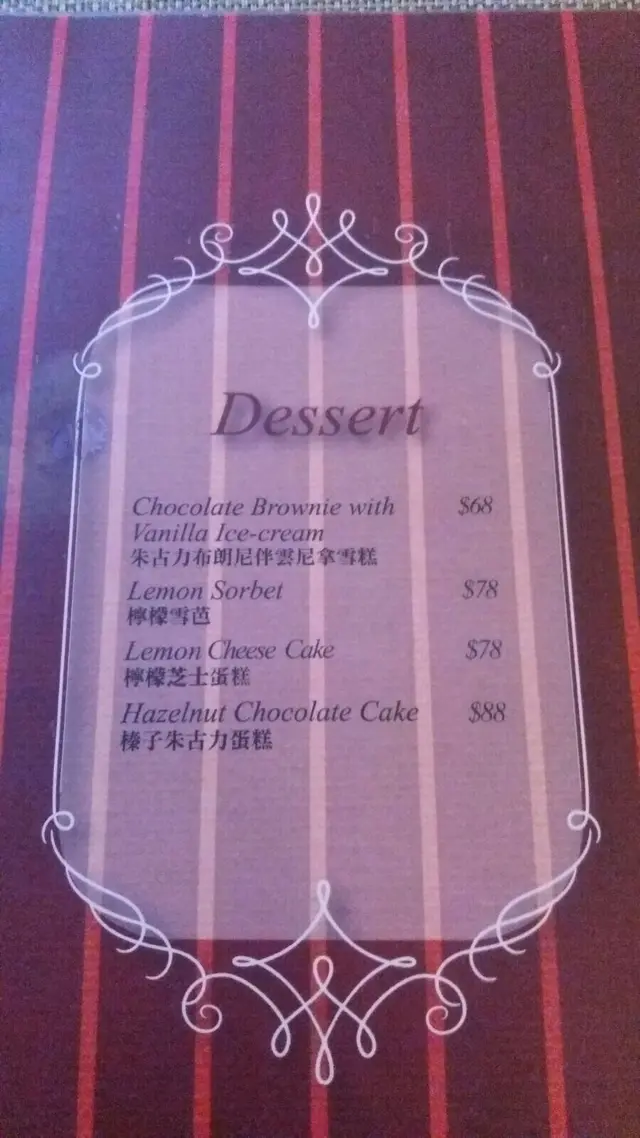 Dessert
Chocolate Brownie with $68
Vanilla Ice-cream
朱古力布朗尼伴雲尼拿雪糕
Lemon Sorbet $78
檸檬雪芭
Lemon Cheese Cake $78
檸檬芝士蛋糕
Hazelnut Chocolate Cake $88
榛子朱古力蛋糕